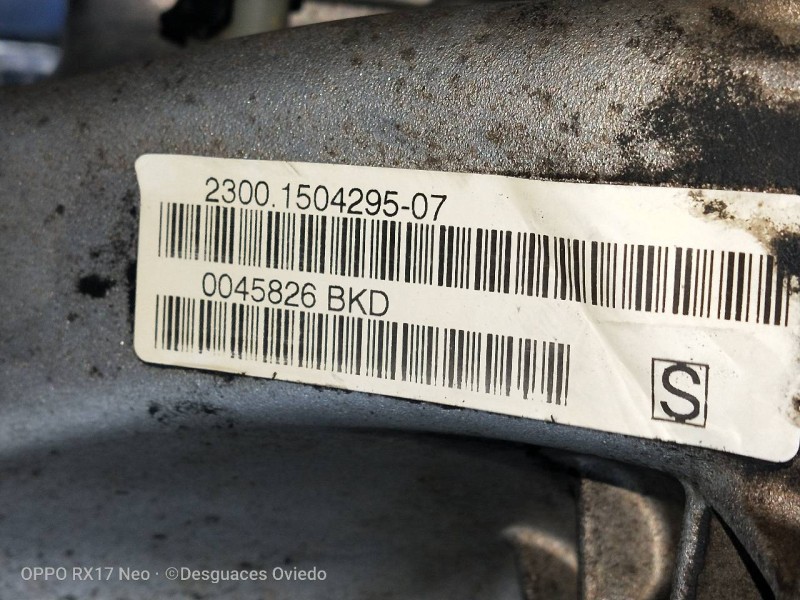 2300.1504295-07
0045826 BKD
S
OPPO RX17 Neo · ©Desguaces Oviedo